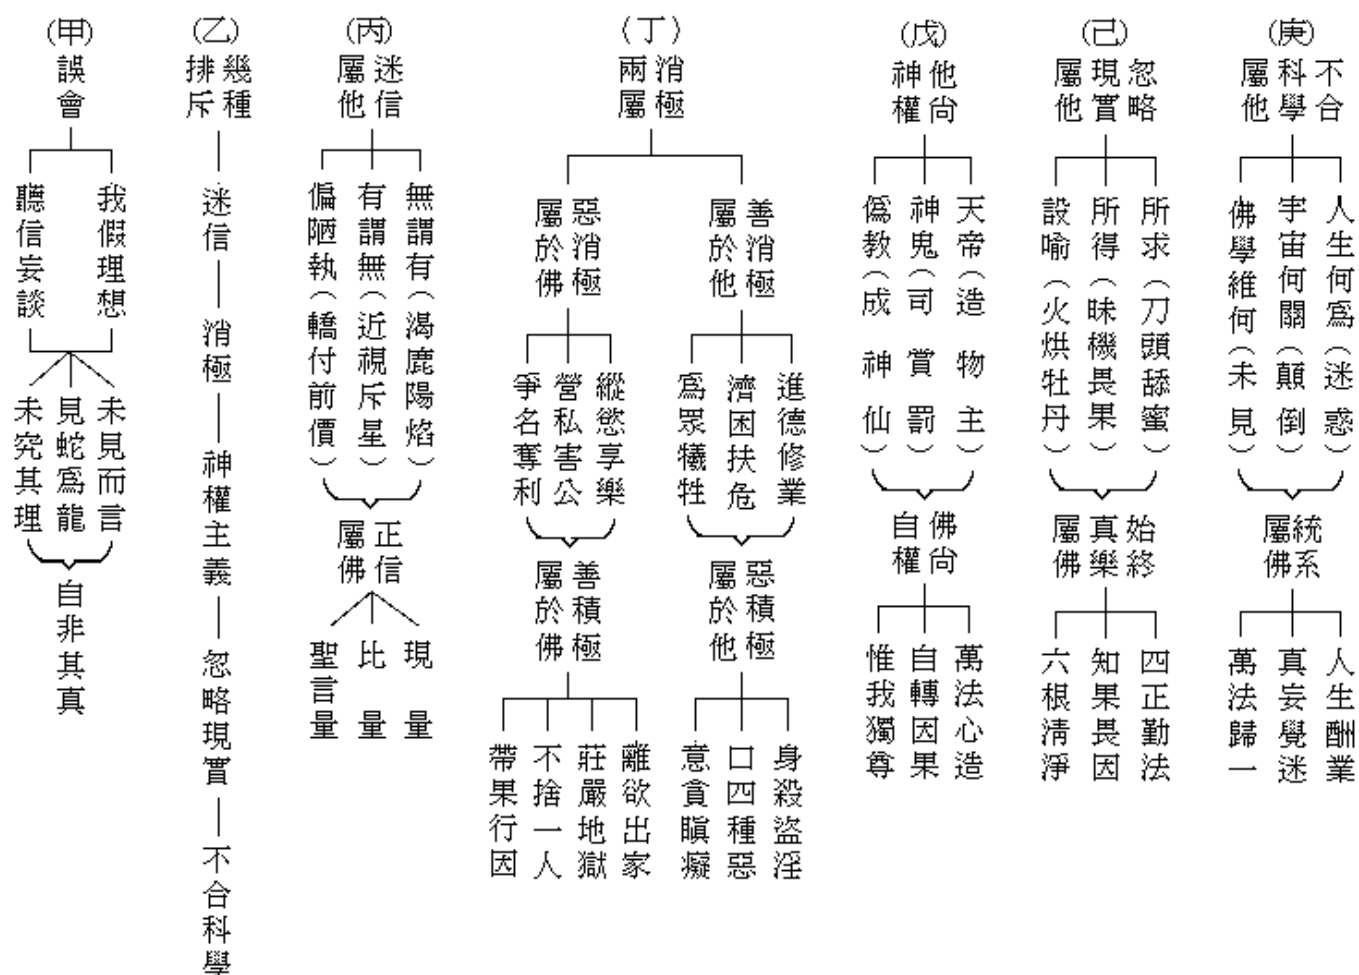 (甲)
誤會
我假理想
聽信妄談
未見而言
見蛇爲龍
未究其理
自非其真
(乙)
幾種
排斥
迷信
消極
神權主義
忽略現實
不合科學
(丙)
迷信
屬他
無謂有(渴鹿陽焰)
有謂無(近視斥星)
偏陋執(轎付前價)
正信
屬佛
現量
比量
聖言量
(丁)
消極
兩屬
善消極
屬於他
惡消極
屬於佛
進德修業
濟困扶危
爲眾犧牲
縱慾享樂
營私害公
爭名奪利
惡積極
屬於他
善積極
屬於佛
身殺盜淫
口四種惡
意貪瞋癡
離欲出家
莊嚴地獄
不捨一人
帶果行因
(戊)
他尚
神權
天帝(造物主)
神鬼(司賞罰)
僞教(成神仙)
佛尚
自權
萬法心造
自轉因果
惟我獨尊
(己)
忽略
現實
屬他
所求(刀頭舔蜜)
所得(昧機畏果)
設喻(火烘牡丹)
始終
真樂
屬佛
四正勤法
知果畏因
六根清淨
(庚)
不合
科學
屬他
人生何爲(迷惑)
宇宙何關(顛倒)
佛學維何(未見)
統系
屬佛
人生酬業
真妄覺迷
萬法歸一